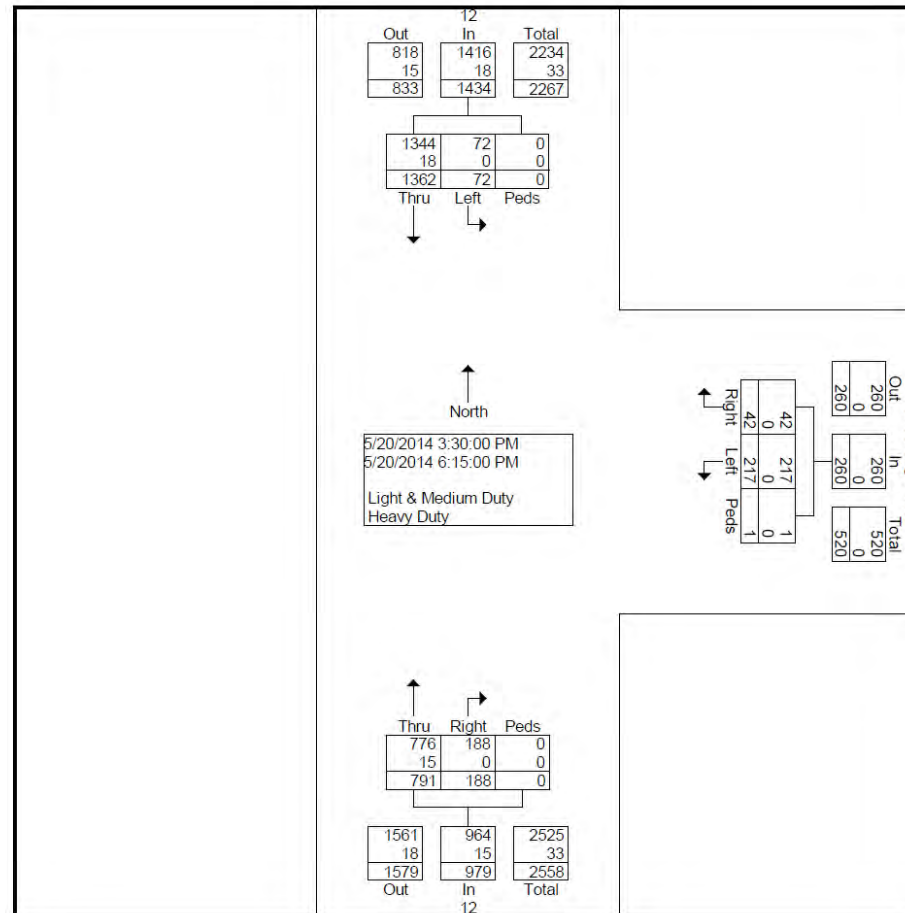 12
Out In Total
818 1416 2234
15 18 33
833 1434 2267
1344 72 0
18 0 0
1362 72 0
Thru Left Peds
North
5/20/2014 3:30:00 PM
5/20/2014 6:15:00 PM
Light & Medium Duty
Heavy Duty
Out In Total
260 260 520
0 0 0
260 260 520
42 217 1
0 0 0
42 217 1
Right Left Peds
Thru Right Peds
776 188 0
15 0 0
791 188 0
1561 964 2525
18 15 33
1579 979 2558
Out In Total
12